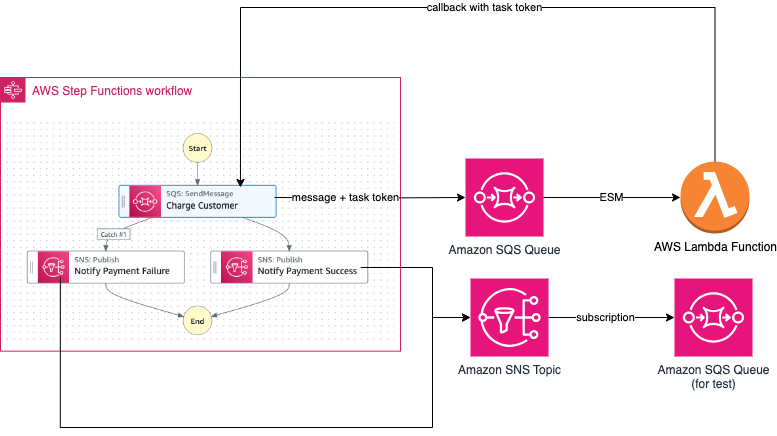 callback with task token
AWS Step Functions workflow
Start
SQS: SendMessage
Charge Customer
message + task token
ESM
Catch #1
Amazon SQS Queue
AWS Lambda Function
SNS: Publish
Notify Payment Failure
SNS: Publish
Notify Payment Success
End
subscription
Amazon SNS Topic
Amazon SQS Queue
(for test)